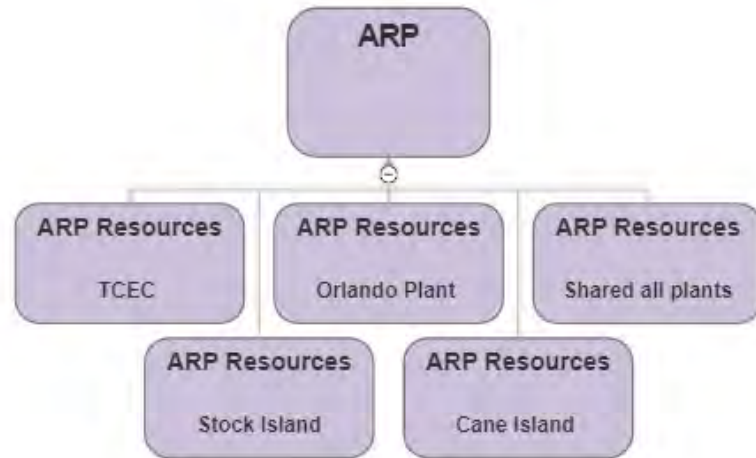 ARP
ARP Resources
TCEC
ARP Resources
Orlando Plant
ARP Resources
Shared all plants
ARP Resources
Stock Island
ARP Resources
Cane Island